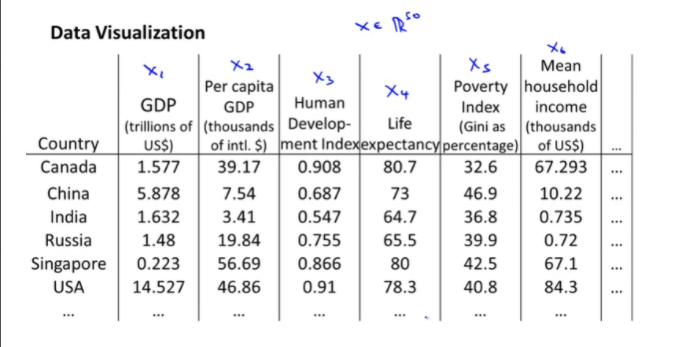 Data Visualization
x ∈ ℝ⁵⁰
x₁ x₂ x₃ x₄ x₅ x₆
Country | GDP (trillions of US$) | Per capita GDP (thousands of intl. $) | Human Develop-ment Index | Life expectancy | Poverty Index (Gini as percentage) | Mean household income (thousands of US$) | ...
Canada 1.577 39.17 0.908 80.7 32.6 67.293 ...
China 5.878 7.54 0.687 73 46.9 10.22 ...
India 1.632 3.41 0.547 64.7 36.8 0.735 ...
Russia 1.48 19.84 0.755 65.5 39.9 0.72 ...
Singapore 0.223 56.69 0.866 80 42.5 67.1 ...
USA 14.527 46.86 0.91 78.3 40.8 84.3 ...
... ... ... ... ... ... ...